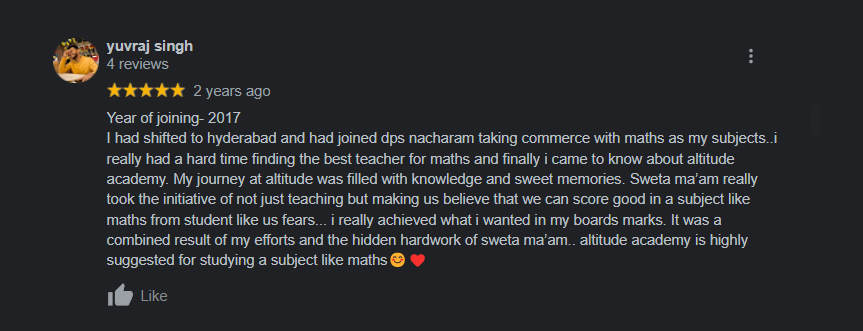 yuvraj singh
4 reviews
★★★★★ 2 years ago
Year of joining- 2017
I had shifted to hyderabad and had joined dps nacharam taking commerce with maths as my subjects..i
really had a hard time finding the best teacher for maths and finally i came to know about altitude
academy. My journey at altitude was filled with knowledge and sweet memories. Sweta ma'am really
took the initiative of not just teaching but making us believe that we can score good in a subject like
maths from student like us fears... i really achieved what i wanted in my boards marks. It was a
combined result of my efforts and the hidden hardwork of sweta ma'am.. altitude academy is highly
suggested for studying a subject like maths😊 ❤️
Like